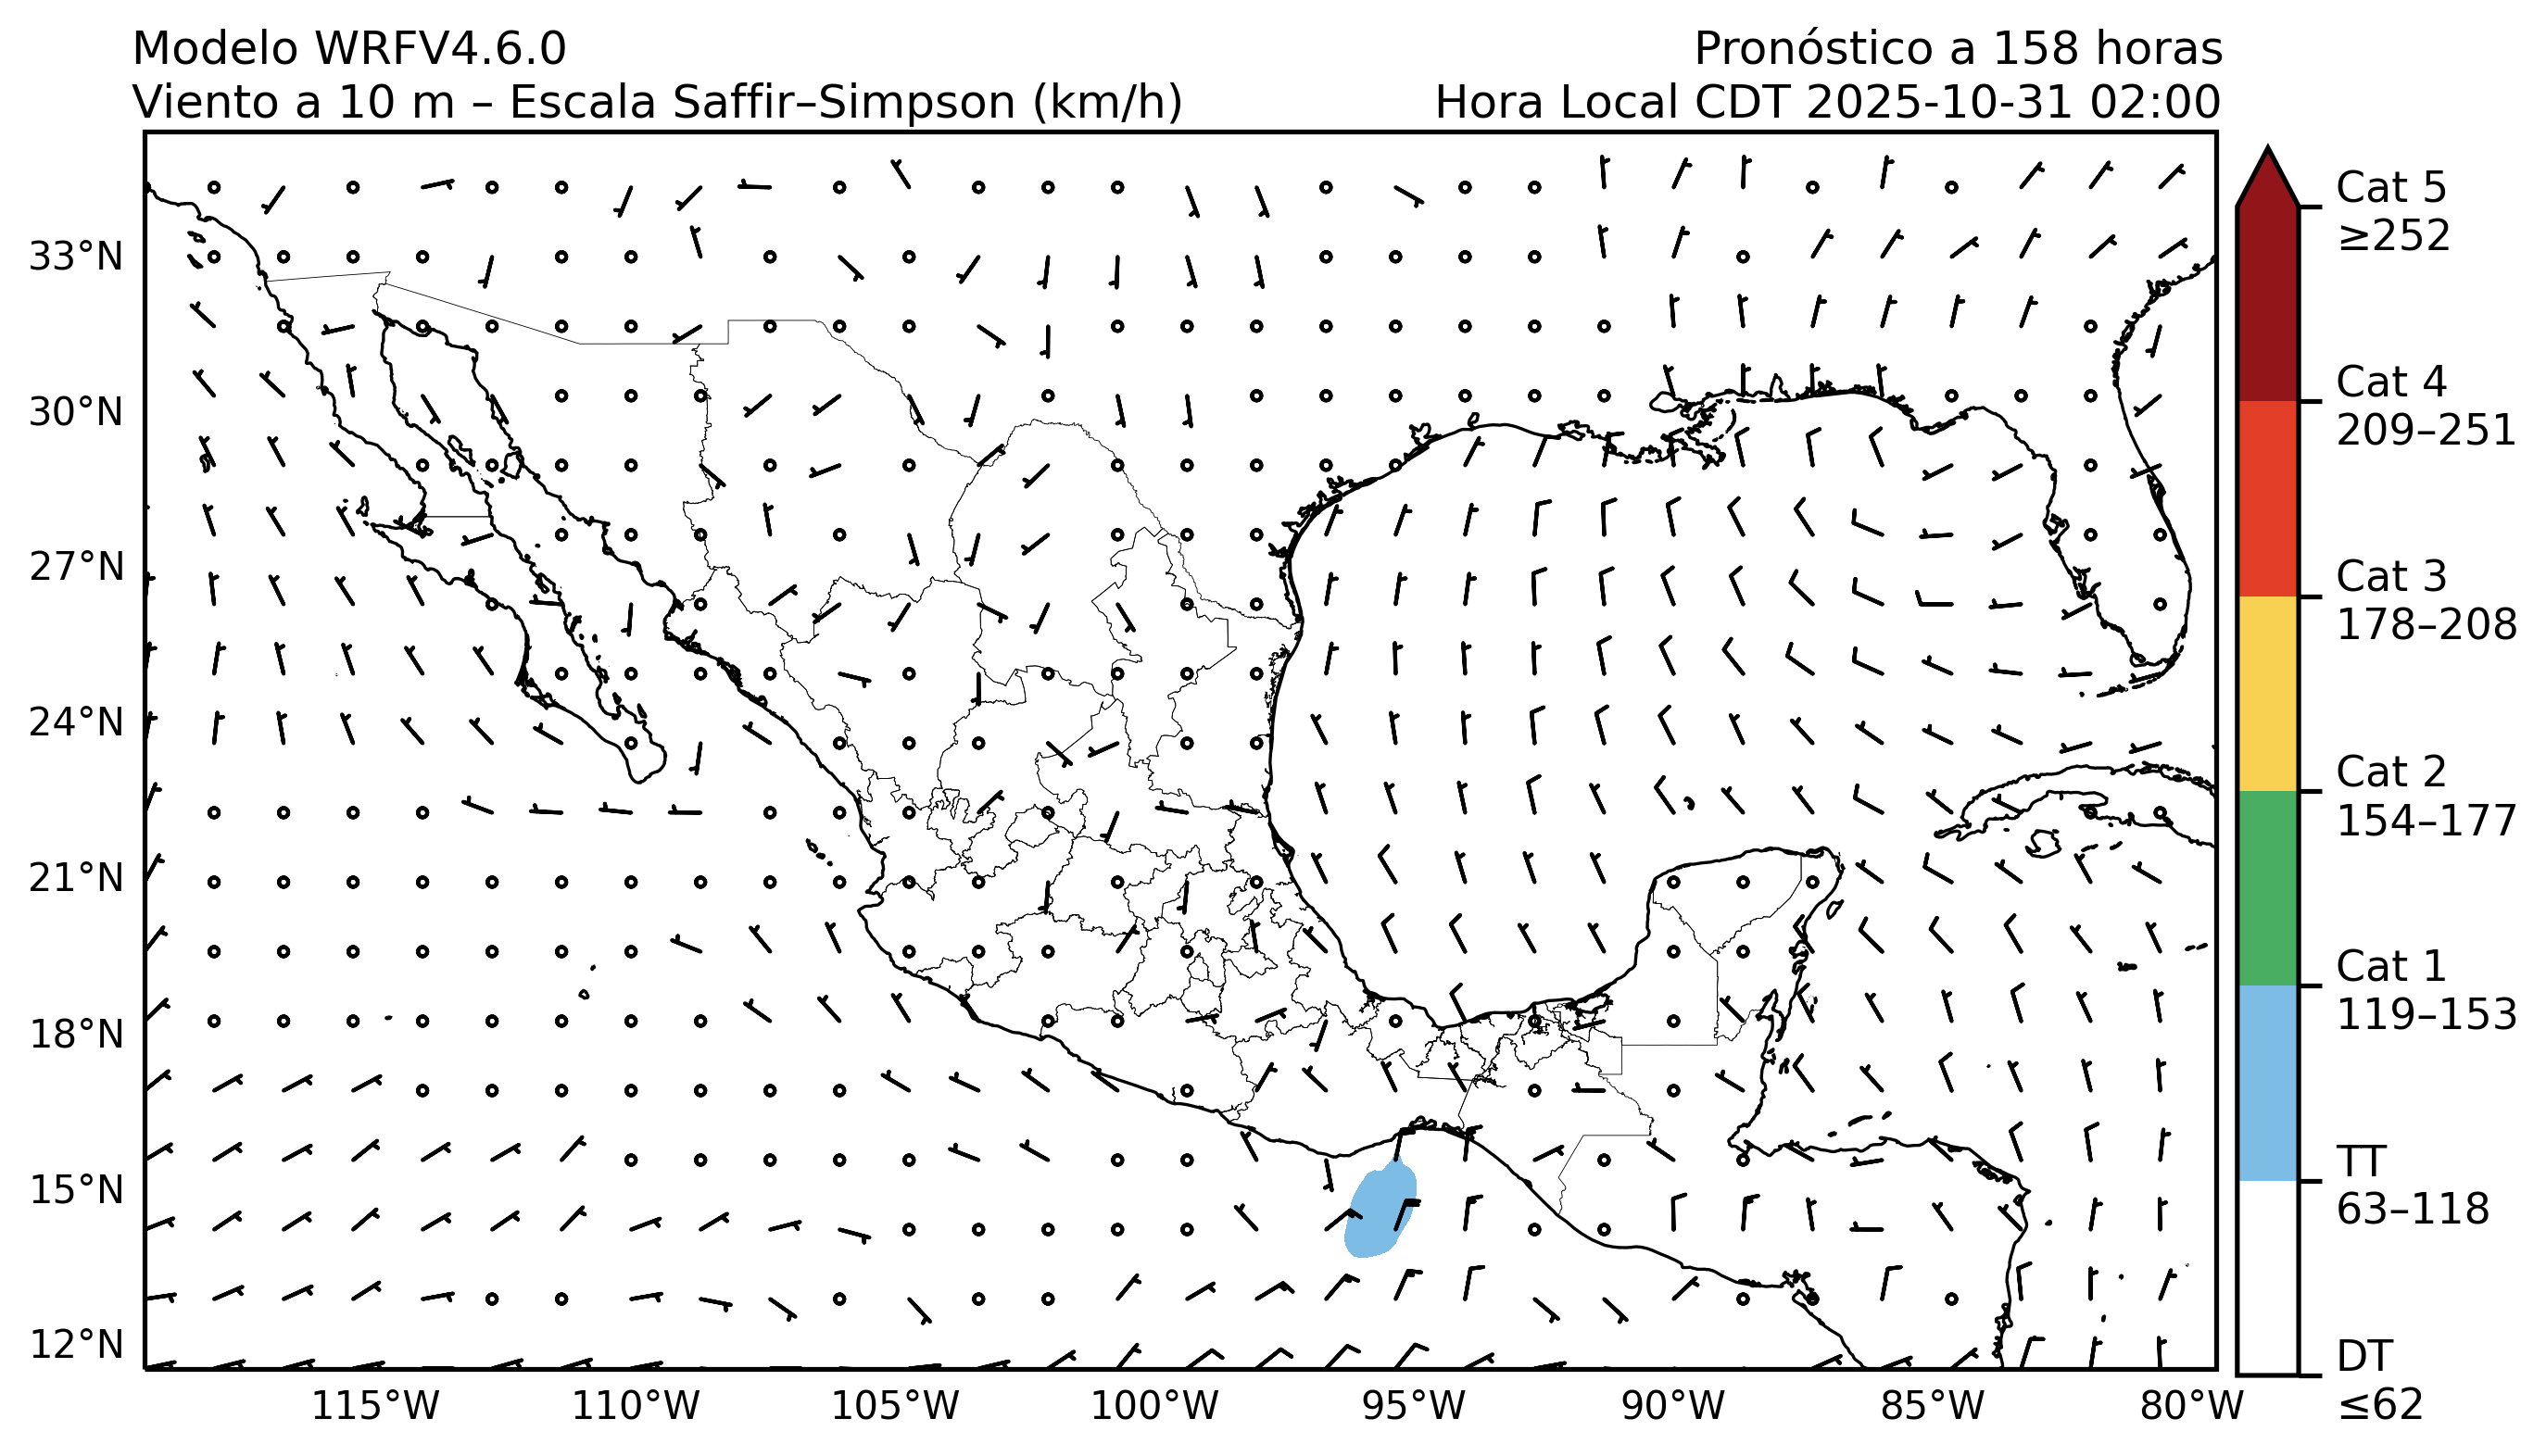 Modelo WRFV4.6.0
Pronóstico a 158 horas
Viento a 10 m – Escala Saffir–Simpson (km/h)
Hora Local CDT 2025-10-31 02:00
33°N
30°N
27°N
24°N
21°N
18°N
15°N
12°N
115°W
110°W
105°W
100°W
95°W
90°W
85°W
80°W
Cat 5
≥252
Cat 4
209–251
Cat 3
178–208
Cat 2
154–177
Cat 1
119–153
TT
63–118
DT
≤62